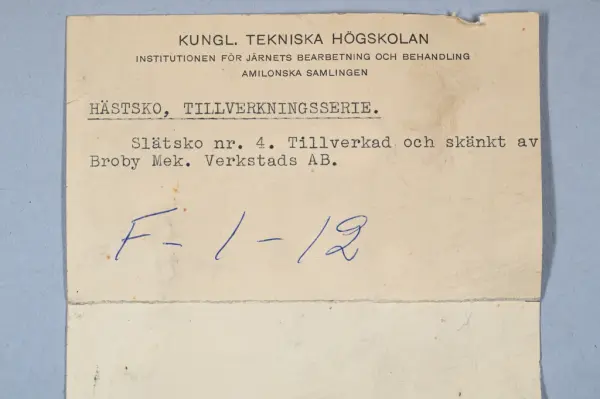 KUNGL. TEKNISKA HÖGSKOLAN
INSTITUTIONEN FÖR JÄRNETS BEARBETNING OCH BEHANDLING
AMILONSKA SAMLINGEN
HÄSTSKO, TILLVERKNINGSSERIE.
Slätsko nr. 4. Tillverkad och skänkt av
Broby Mek. Verkstads AB.
F-1-12